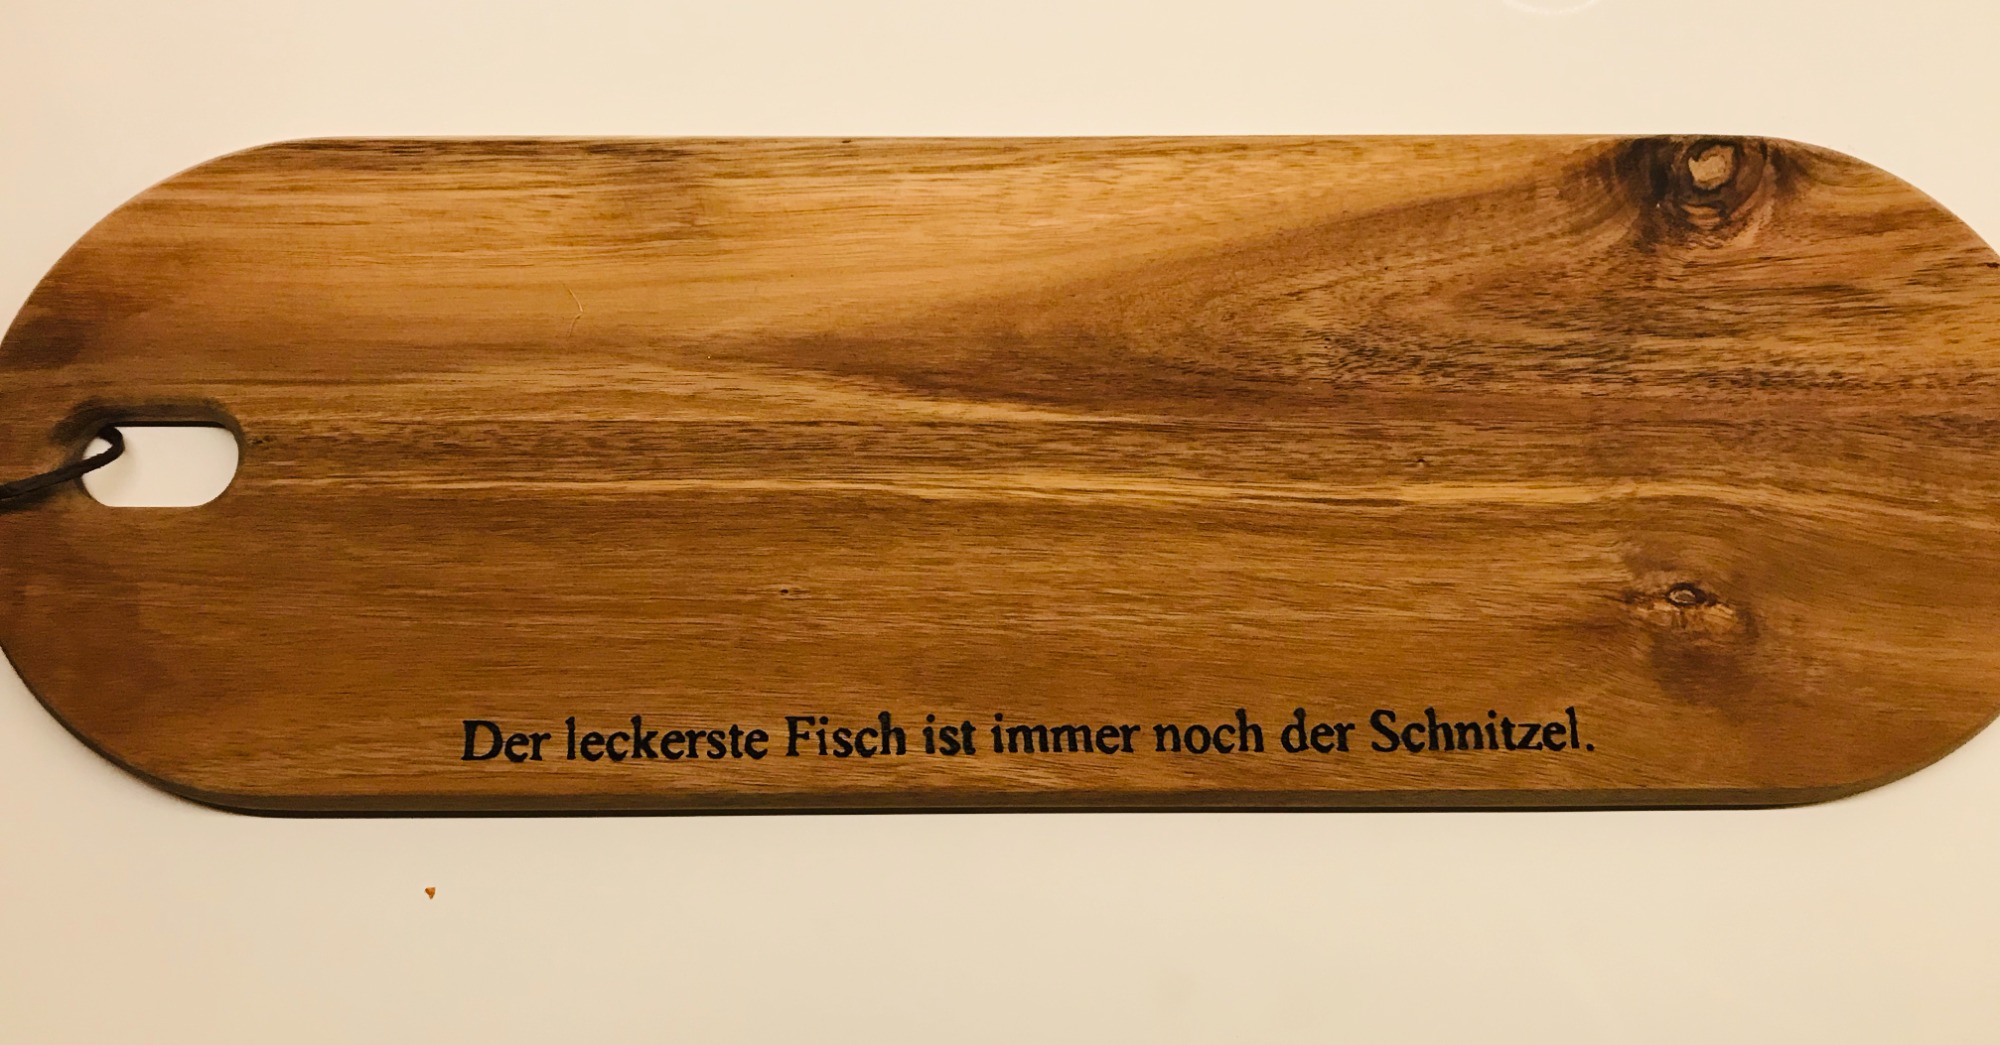 Der leckerste Fisch ist immer noch der Schnitzel.